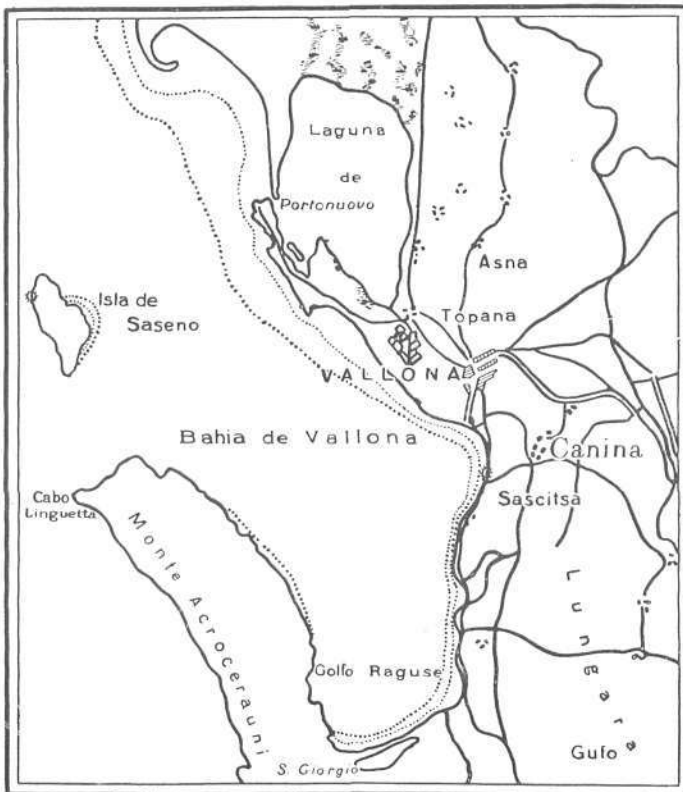 Laguna
de
Portonuovo
Asna
Isla de
Saseno
Topana
VALLONA
Bahia de Vallona
Canina
Cabo
Linguetta
Sascitsa
Monte Acrocerauni
Lungara
Golfo Raguse
Gufo
S. Giorgio